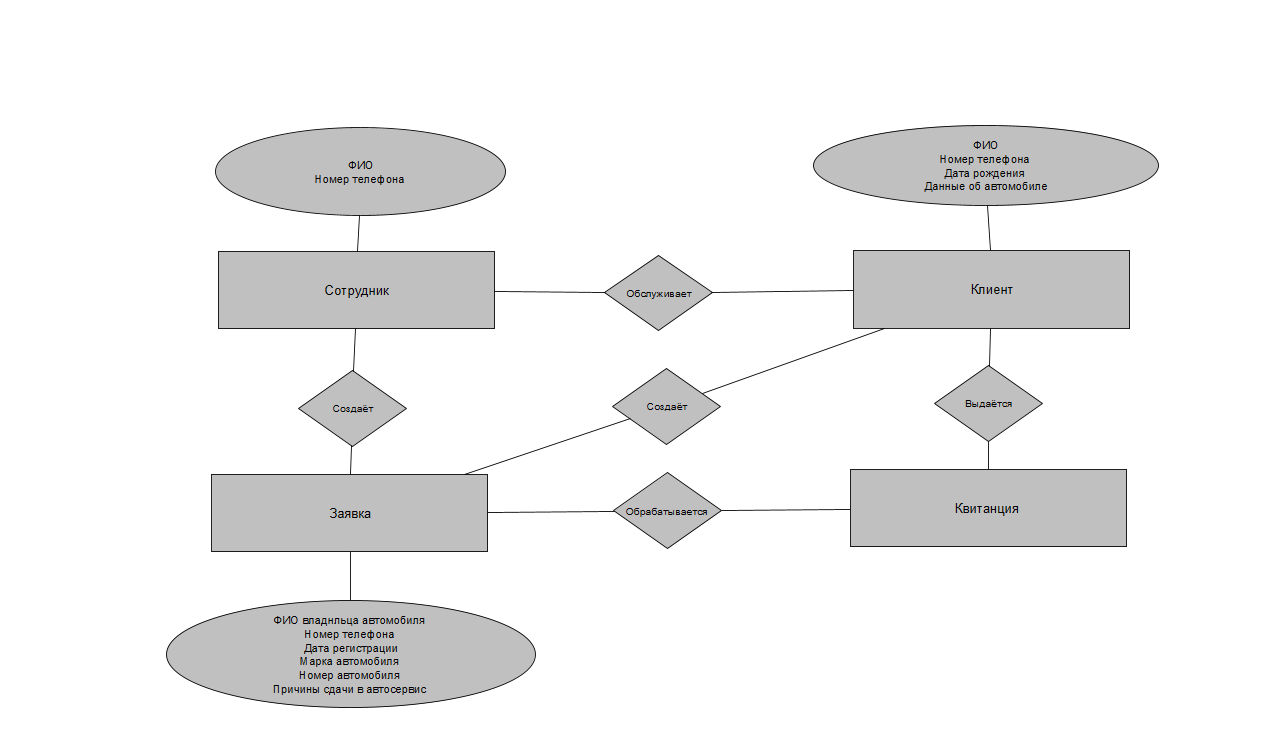 ФИО
Номер телефона
ФИО
Номер телефона
Дата рождения
Данные об автомобиле
Сотрудник
Обслуживает
Клиент
Создаёт
Создаёт
Выдаётся
Заявка
Обрабатывается
Квитанция
ФИО владнльца автомобиля
Номер телефона
Дата регистрации
Марка автомобиля
Номер автомобиля
Причины сдачи в автосервис